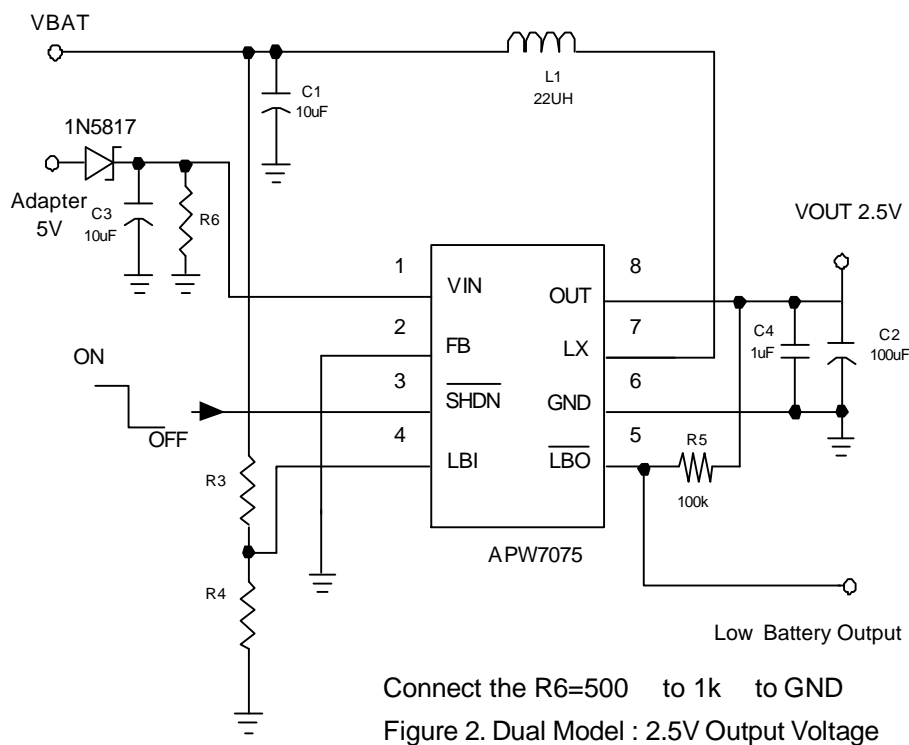 VBAT
L1
22UH
C1
10uF
1N5817
Adapter
5V
C3
10uF
R6
VOUT 2.5V
1
VIN
8
OUT
2
FB
7
LX
C4
1uF
C2
100uF
ON
OFF
3
SHDN
6
GND
4
LBI
5
LBO
R5
100k
R3
R4
APW7075
Low Battery Output
Connect the R6=500 to 1k to GND
Figure 2. Dual Model : 2.5V Output Voltage